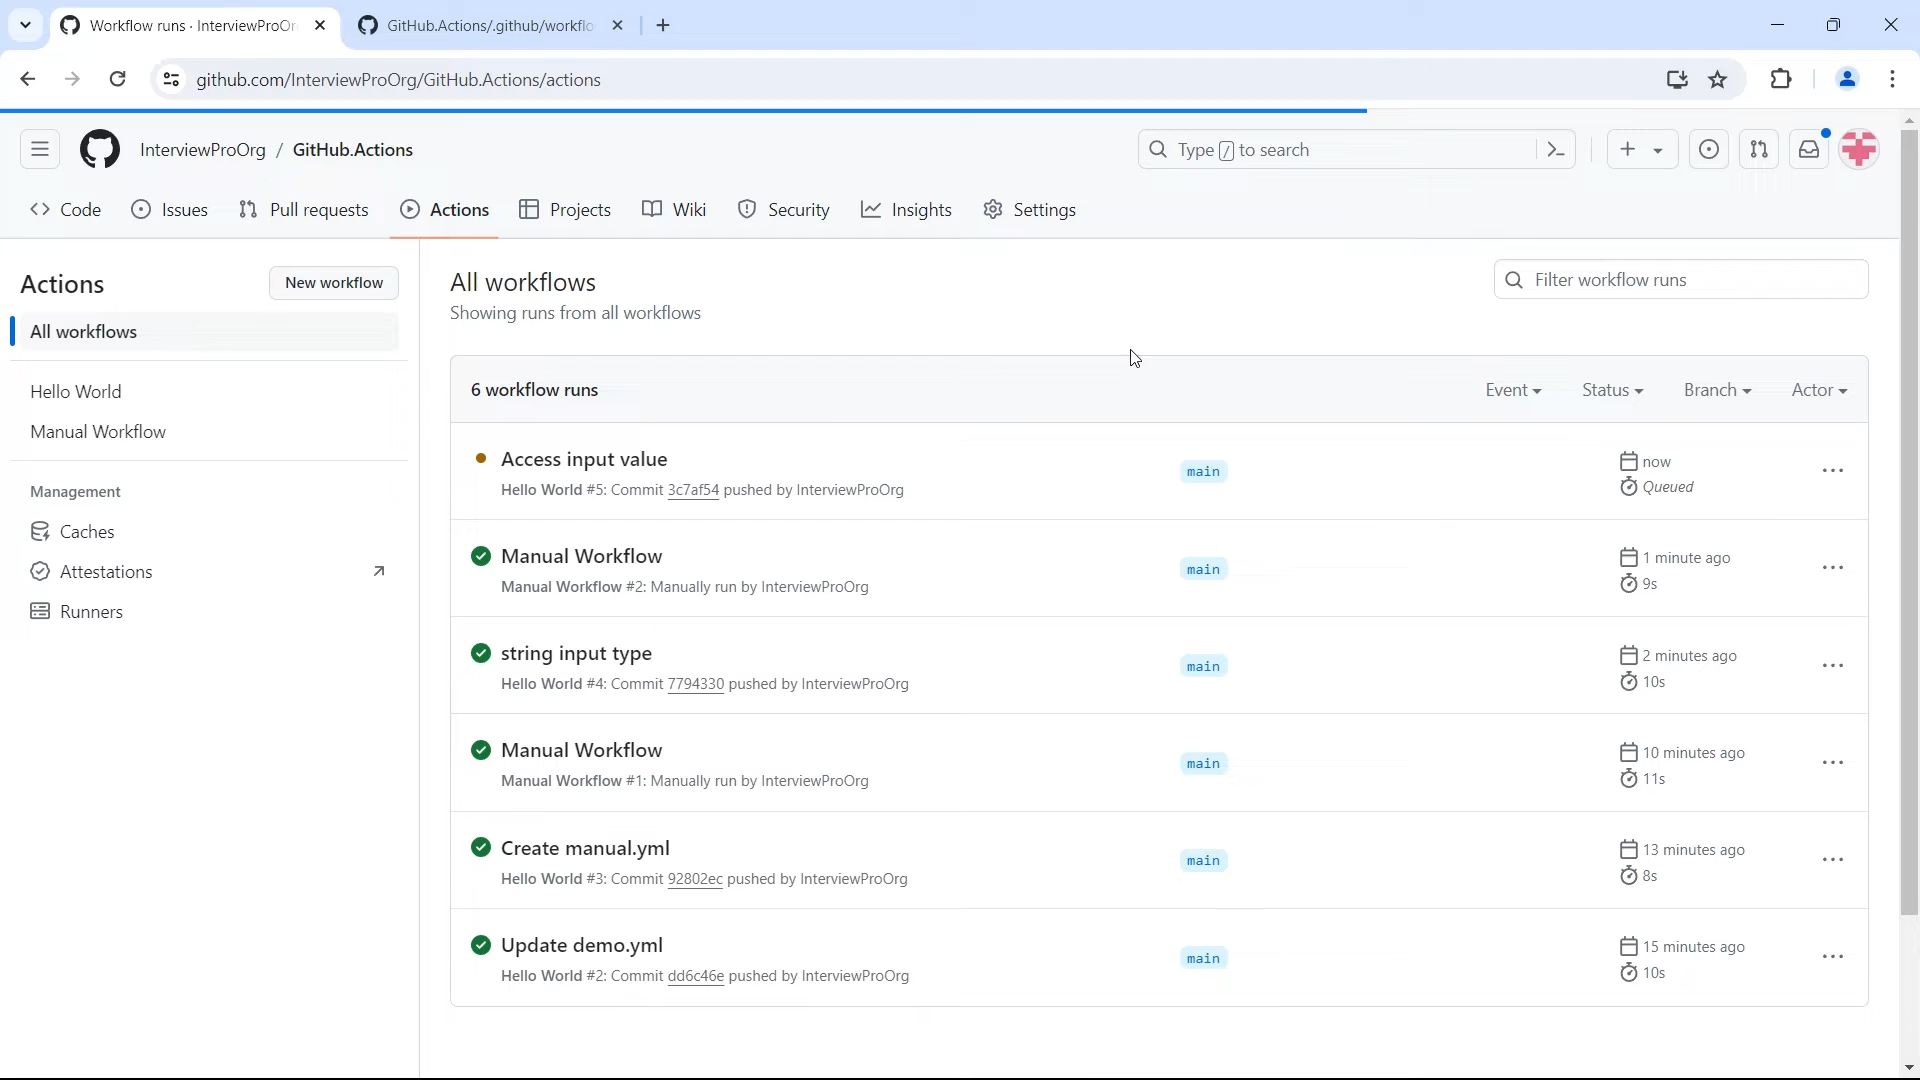 Workflow runs · InterviewProOr
GitHub.Actions/.github/workflo
github.com/InterviewProOrg/GitHub.Actions/actions
InterviewProOrg / GitHub.Actions
Type / to search
Code
Issues
Pull requests
Actions
Projects
Wiki
Security
Insights
Settings
Actions
New workflow
All workflows
Hello World
Manual Workflow
Management
Caches
Attestations
Runners
All workflows
Showing runs from all workflows
Filter workflow runs
6 workflow runs
Event
Status
Branch
Actor
Access input value
Hello World #5: Commit 3c7af54 pushed by InterviewProOrg
main
now
Queued
Manual Workflow
Manual Workflow #2: Manually run by InterviewProOrg
main
1 minute ago
9s
string input type
Hello World #4: Commit 7794330 pushed by InterviewProOrg
main
2 minutes ago
10s
Manual Workflow
Manual Workflow #1: Manually run by InterviewProOrg
main
10 minutes ago
11s
Create manual.yml
Hello World #3: Commit 92802ec pushed by InterviewProOrg
main
13 minutes ago
8s
Update demo.yml
Hello World #2: Commit dd6c46e pushed by InterviewProOrg
main
15 minutes ago
10s